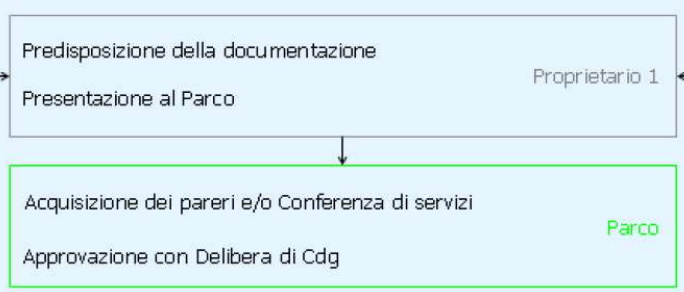 Predisposizione della documentazione
Proprietario 1
Presentazione al Parco
Acquisizione dei pareri e/o Conferenza di servizi
Parco
Approvazione con Delibera di Cdg